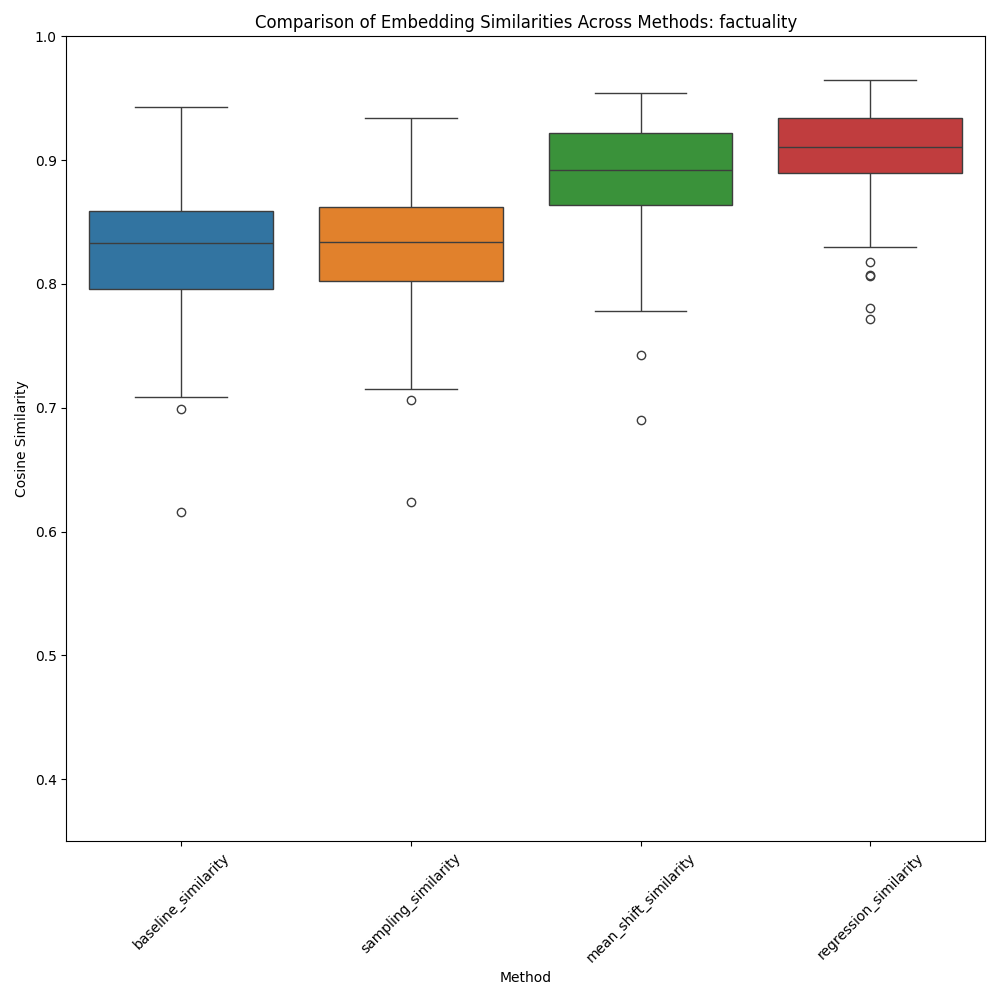 Comparison of Embedding Similarities Across Methods: factuality
1.0
0.9
0.8
0.7
0.6
0.5
0.4
Cosine Similarity
baseline_similarity
sampling_similarity
mean_shift_similarity
regression_similarity
Method